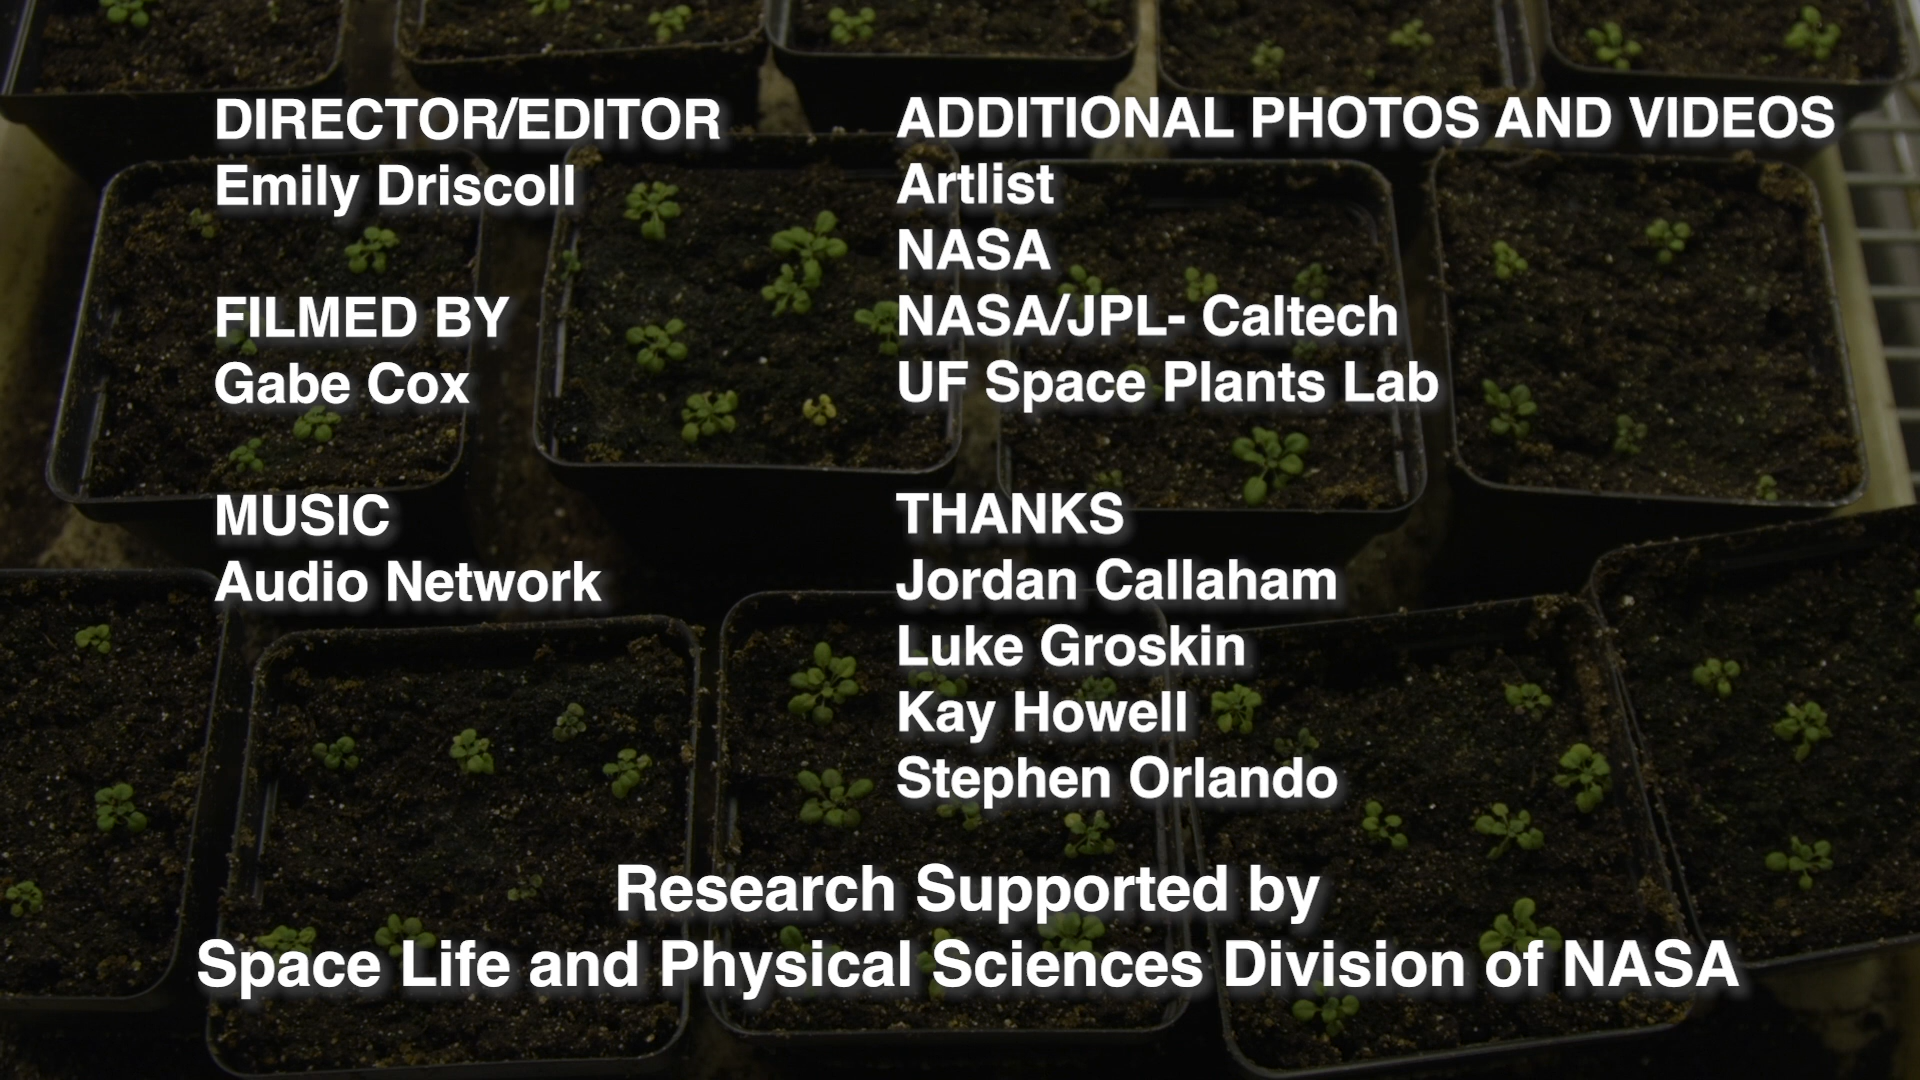 DIRECTOR/EDITOR
Emily Driscoll
FILMED BY
Gabe Cox
MUSIC
Audio Network
ADDITIONAL PHOTOS AND VIDEOS
Artlist
NASA
NASA/JPL- Caltech
UF Space Plants Lab
THANKS
Jordan Callaham
Luke Groskin
Kay Howell
Stephen Orlando
Research Supported by
Space Life and Physical Sciences Division of NASA